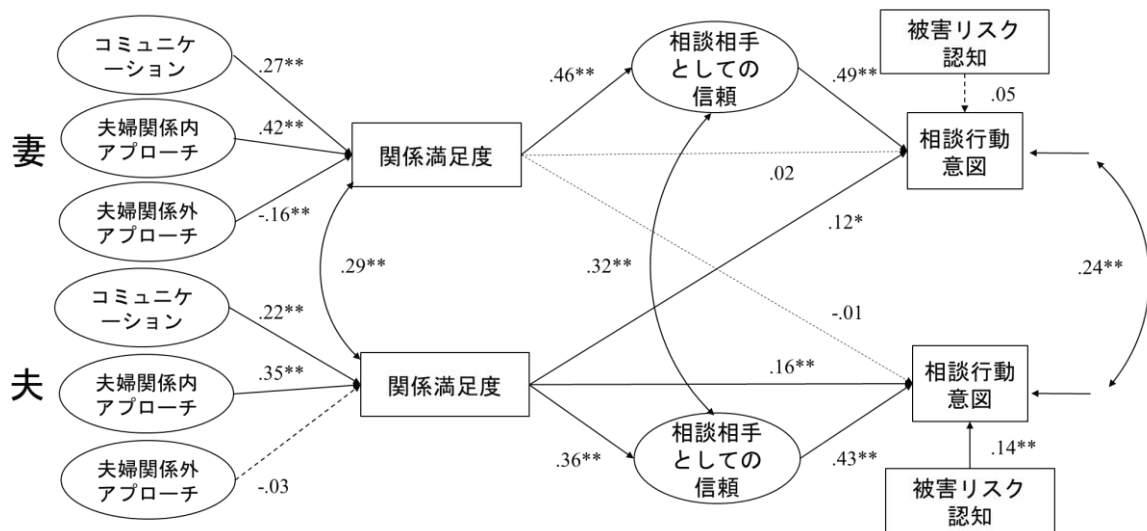 妻
コミュニケ
ーション
.27**
夫婦関係内
アプローチ
.42**
夫婦関係外
アプローチ
-.16**
関係満足度
.46**
相談相手
としての
信頼
.49**
被害リスク
認知
.05
相談行動
意図
.02
.12*
.29**
.32**
.24**
-.01
夫
コミュニケ
ーション
.22**
夫婦関係内
アプローチ
.35**
夫婦関係外
アプローチ
-.03
関係満足度
.16**
.36**
相談相手
としての
信頼
.43**
相談行動
意図
.14**
被害リスク
認知